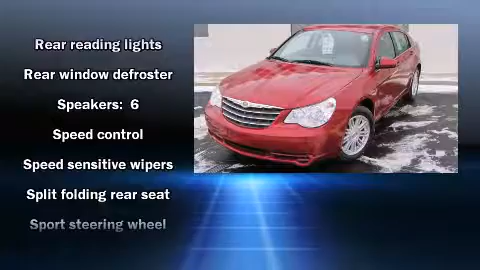 Rear reading lights
Rear window defroster
Speakers: 6
Speed control
Speed sensitive wipers
Split folding rear seat
Sport steering wheel